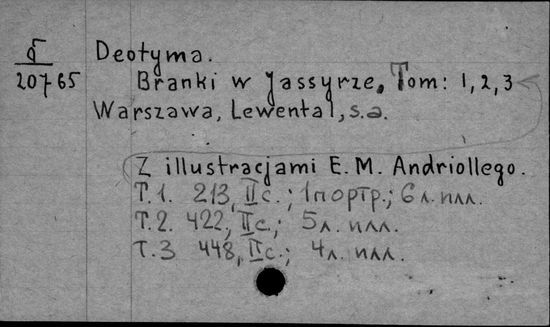 б
20765
Deotyma.
Branki w Jassyrze. Tom: 1, 2, 3
Warszawa, Lewental, s.a.
Z illustracjami E. M. Andriollego.
Т.1. 213, II с.; 1 портр.; 6 л. илл.
Т.2. 422, II с.; 5 л. илл.
Т.3 448, II с.; 4 л. илл.